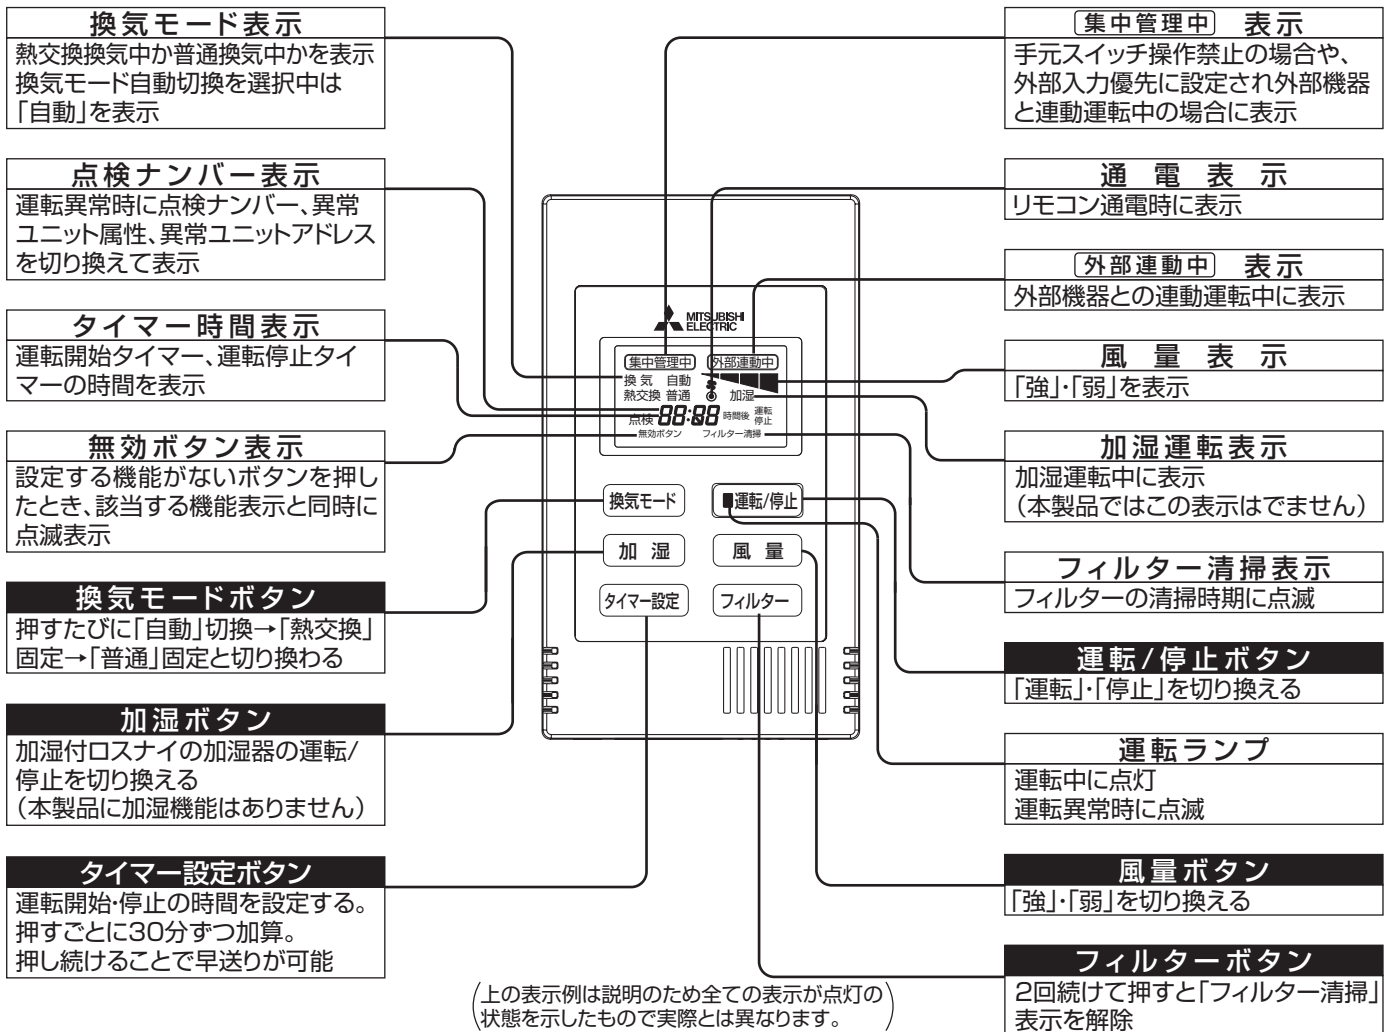 換気モード表示
熱交換換気中か普通換気中かを表示
換気モード自動切換を選択中は
「自動」を表示
点検ナンバー表示
運転異常時に点検ナンバー、異常
ユニット属性、異常ユニットアドレス
を切り換えて表示
タイマー時間表示
運転開始タイマー、運転停止タイ
マーの時間を表示
無効ボタン表示
設定する機能がないボタンを押し
たとき、該当する機能表示と同時に
点滅表示
換気モードボタン
押すたびに「自動」切換→「熱交換」
固定→「普通」固定と切り換わる
加湿ボタン
加湿付ロスナイの加湿器の運転/
停止を切り換える
(本製品に加湿機能はありません)
タイマー設定ボタン
運転開始・停止の時間を設定する。
押すごとに30分ずつ加算。
押し続けることで早送りが可能
MITSUBISHI
ELECTRIC
集中管理中 外部連動中
換気 自動
熱交換 普通 加湿
点検 88:88 時間後 運転
停止
無効ボタン フィルター清掃
換気モード 運転/停止
加湿 風量
タイマー設定 フィルター
(上の表示例は説明のため全ての表示が点灯の
状態を示したもので実際とは異なります。)
集中管理中 表示
手元スイッチ操作禁止の場合や、
外部入力優先に設定され外部機器
と連動運転中の場合に表示
通電表示
リモコン通電時に表示
外部連動中 表示
外部機器との連動運転中に表示
風量表示
「強」・「弱」を表示
加湿運転表示
加湿運転中に表示
(本製品ではこの表示はでません)
フィルター清掃表示
フィルターの清掃時期に点滅
運転/停止ボタン
「運転」・「停止」を切り換える
運転ランプ
運転中に点灯
運転異常時に点滅
風量ボタン
「強」・「弱」を切り換える
フィルターボタン
2回続けて押すと「フィルター清掃」
表示を解除